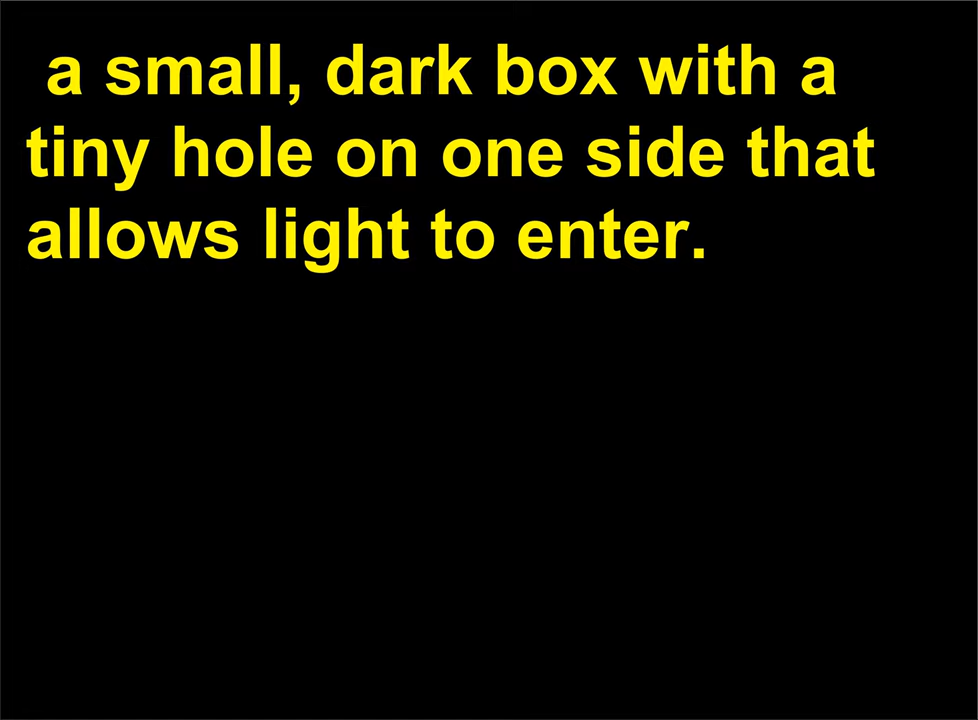 a small, dark box with a
tiny hole on one side that
allows light to enter.